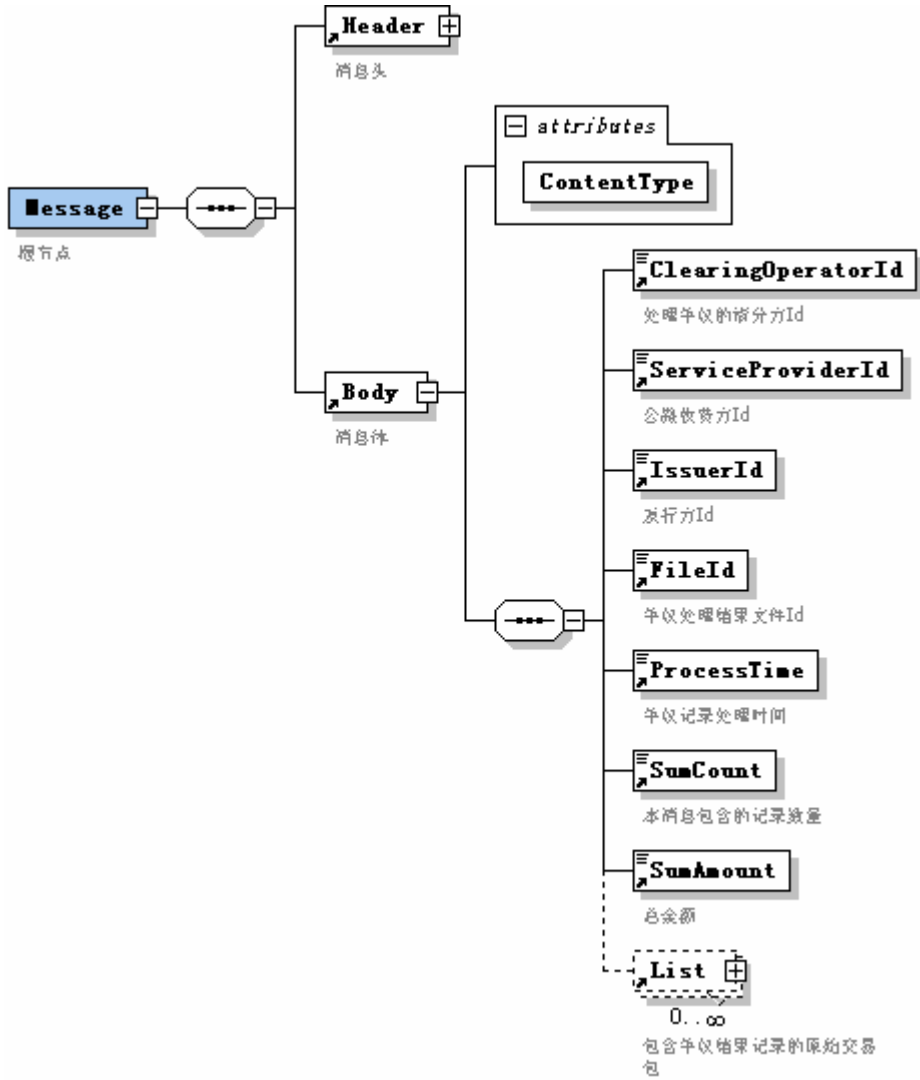 Header
消息头
attributes
ContentType
Message
根节点
ClearingOperatorId
处理争议的清分方Id
ServiceProviderId
公路收费方Id
Body
消息体
IssuerId
发行方Id
FileId
争议处理结果文件Id
ProcessTime
争议记录处理时间
SumCount
本消息包含的记录数量
SumAmount
总金额
List
0..∞
包含争议结果记录的原始交易
包